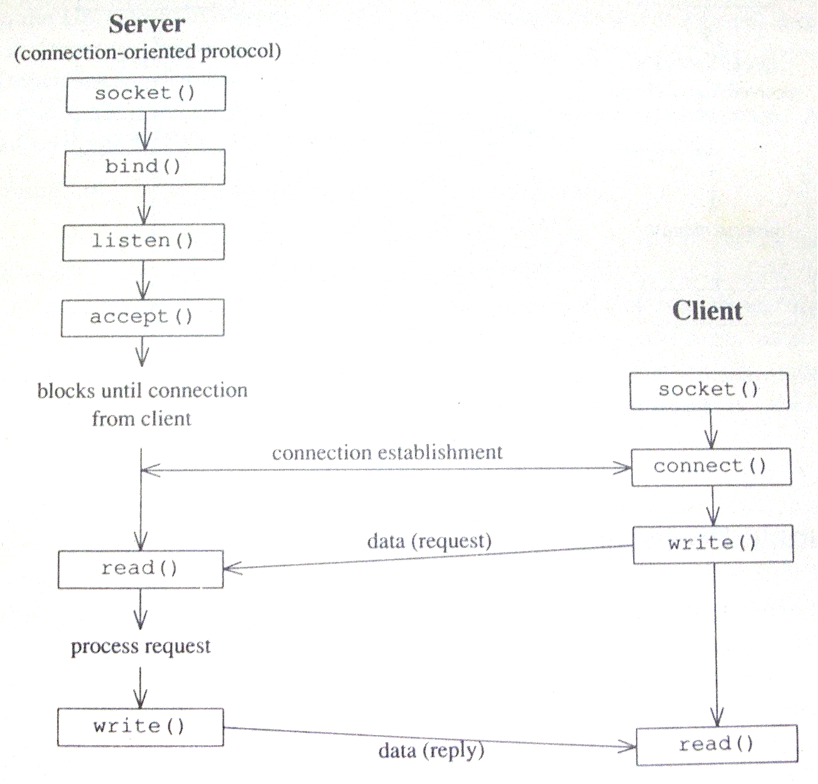 Server
(connection-oriented protocol)
socket()
bind()
listen()
accept()
blocks until connection
from client
Client
socket()
connection establishment
connect()
data (request)
write()
read()
process request
write()
data (reply)
read()